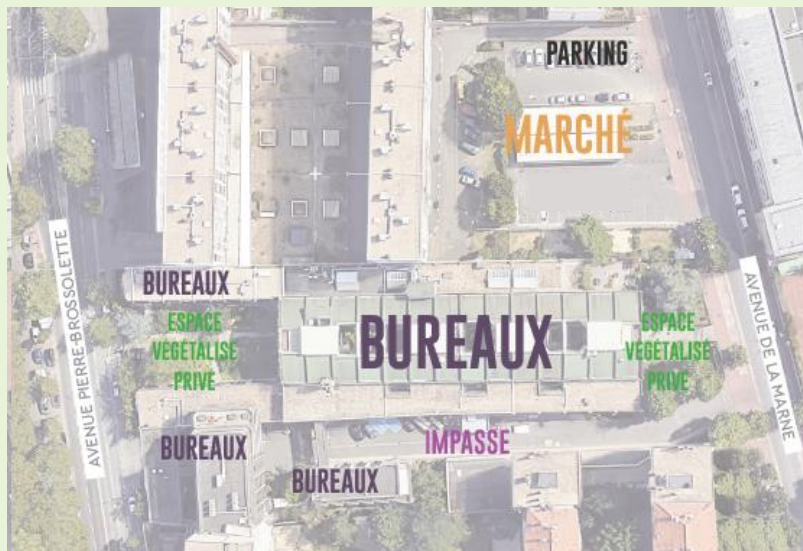 PARKING
MARCHÉ
AVENUE PIERRE-BROSSOLETTE
BUREAUX
ESPACE
VÉGÉTALISÉ
PRIVÉ
BUREAUX
ESPACE
VÉGÉTALISÉ
PRIVÉ
AVENUE DE LA MARNE
BUREAUX
IMPASSE
BUREAUX